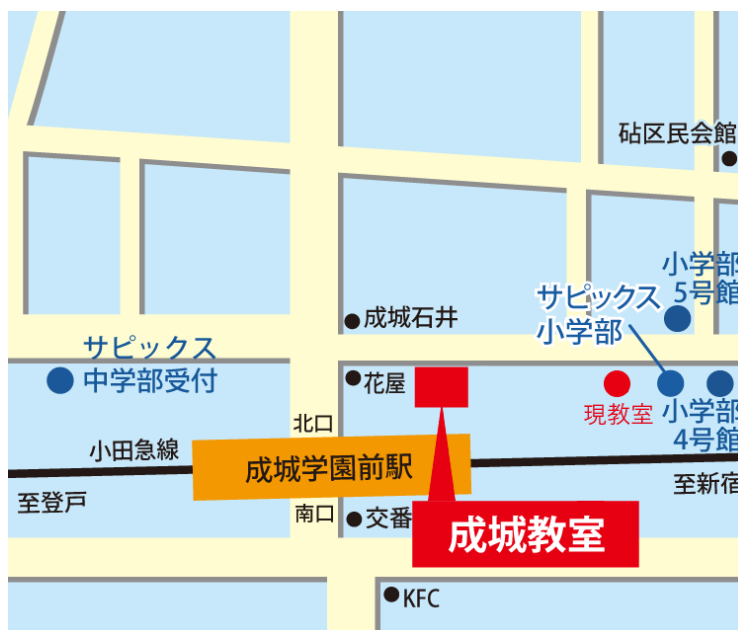 砧区民会館
小学部
5号館
サピックス
小学部
成城石井
サピックス
中学部受付
花屋
現教室
小学部
4号館
北口
小田急線
成城学園前駅
至登戸
至新宿
南口
交番
成城教室
KFC